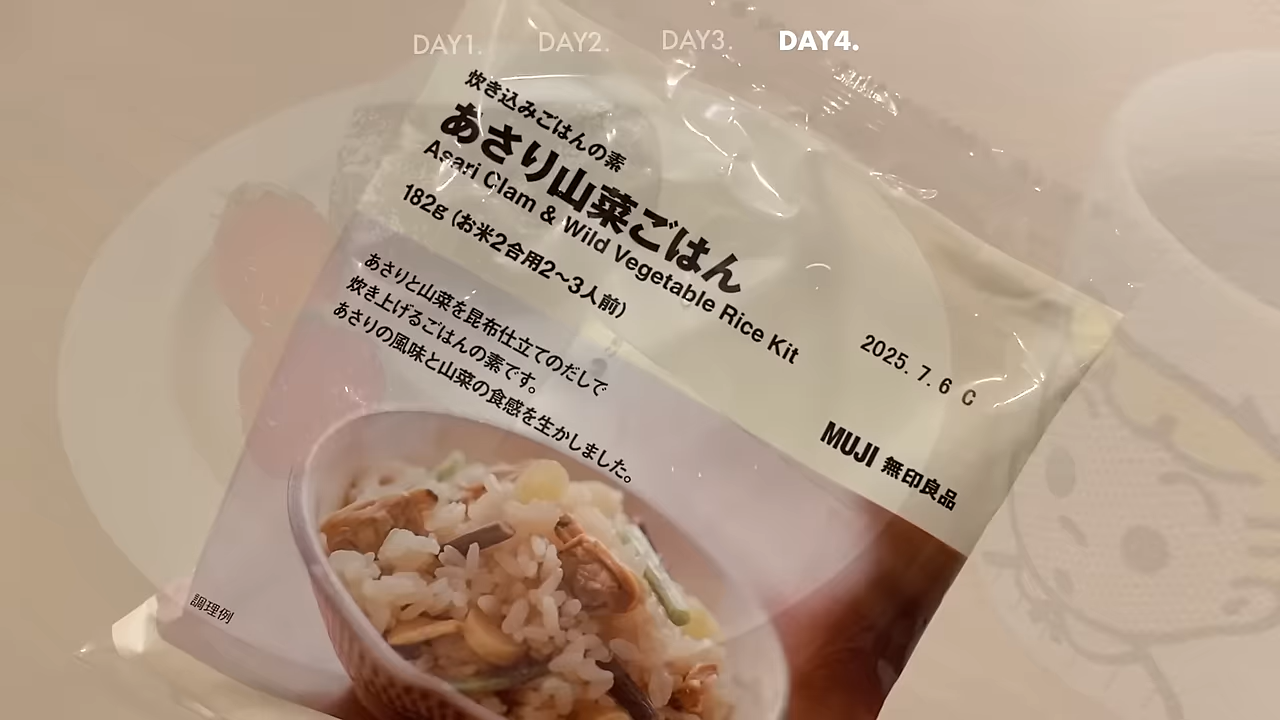 DAY1. DAY2. DAY3. DAY4.
炊き込みごはんの素
あさり山菜ごはん
Asari Clam & Wild Vegetable Rice Kit
182g (お米2合用2〜3人前)
あさりと山菜を昆布仕立てのだしで
炊き上げるごはんの素です。
あさりの風味と山菜の食感を生かしました。
2025. 7. 6 C
MUJI 無印良品
調理例